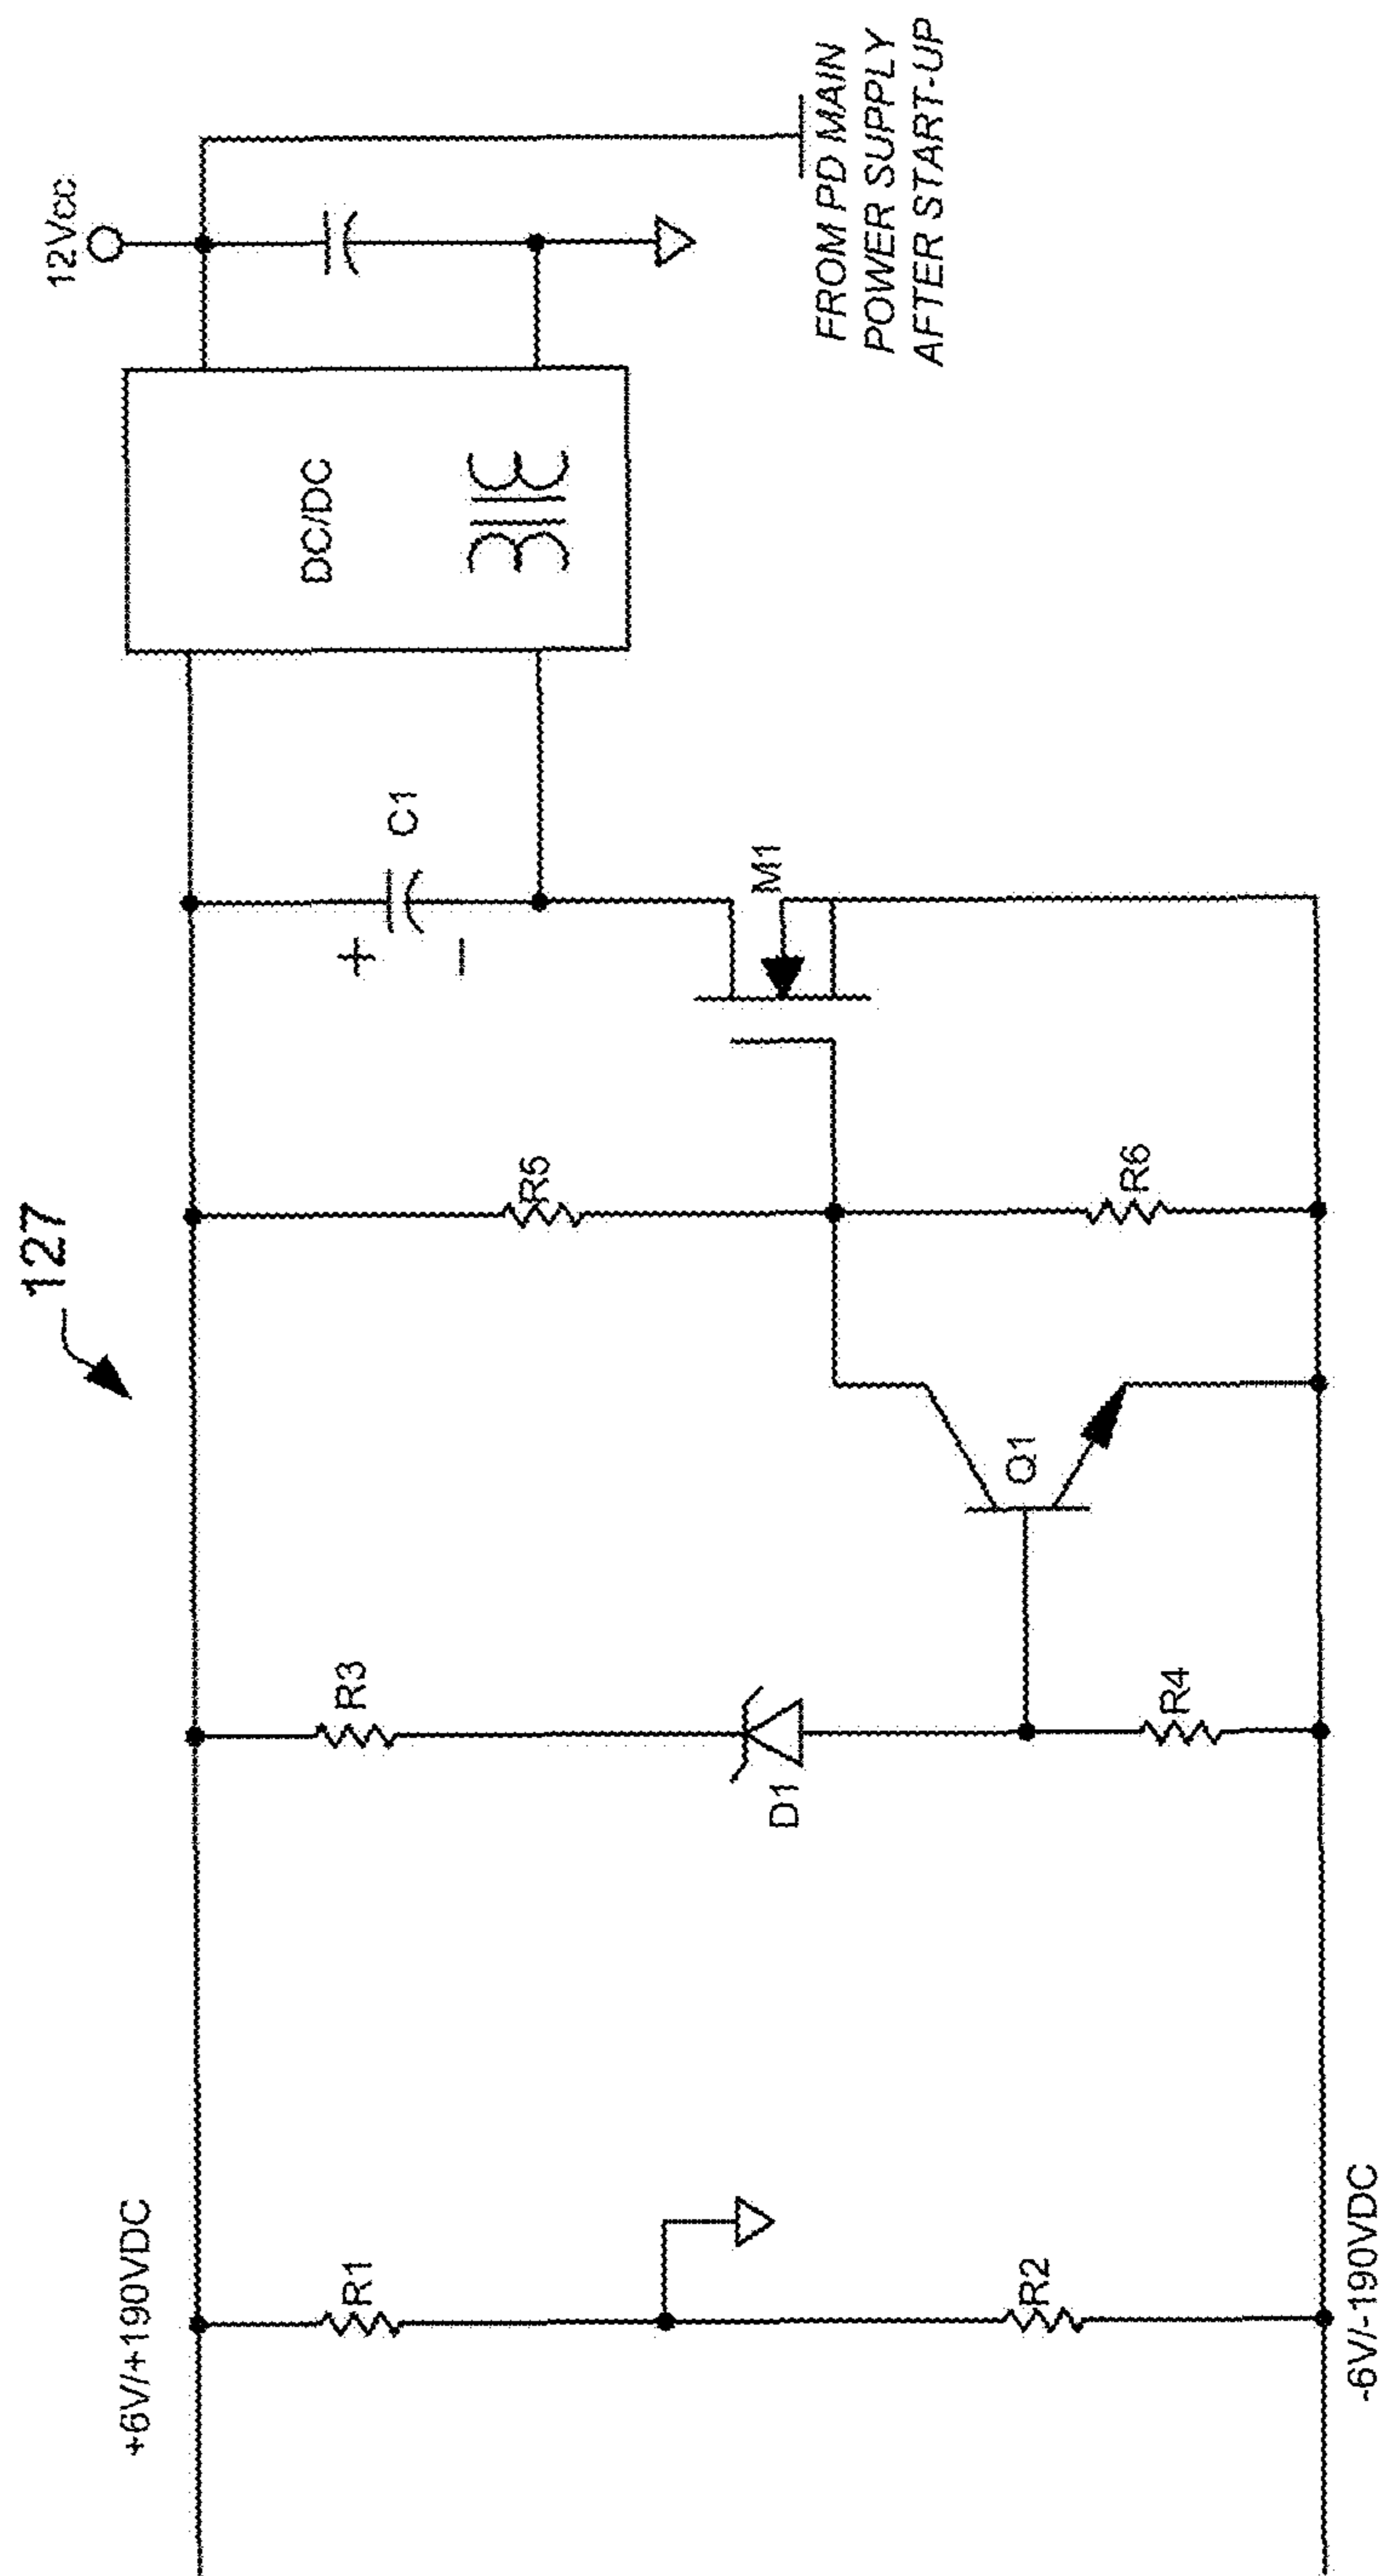 127
+6V/+190VDC
R1
R2
-6V/-190VDC
R3
D1
R4
Q1
R5
R6
M1
+
C1
−
DC/DC
12Vcc
FROM PD MAIN
POWER SUPPLY
AFTER START-UP